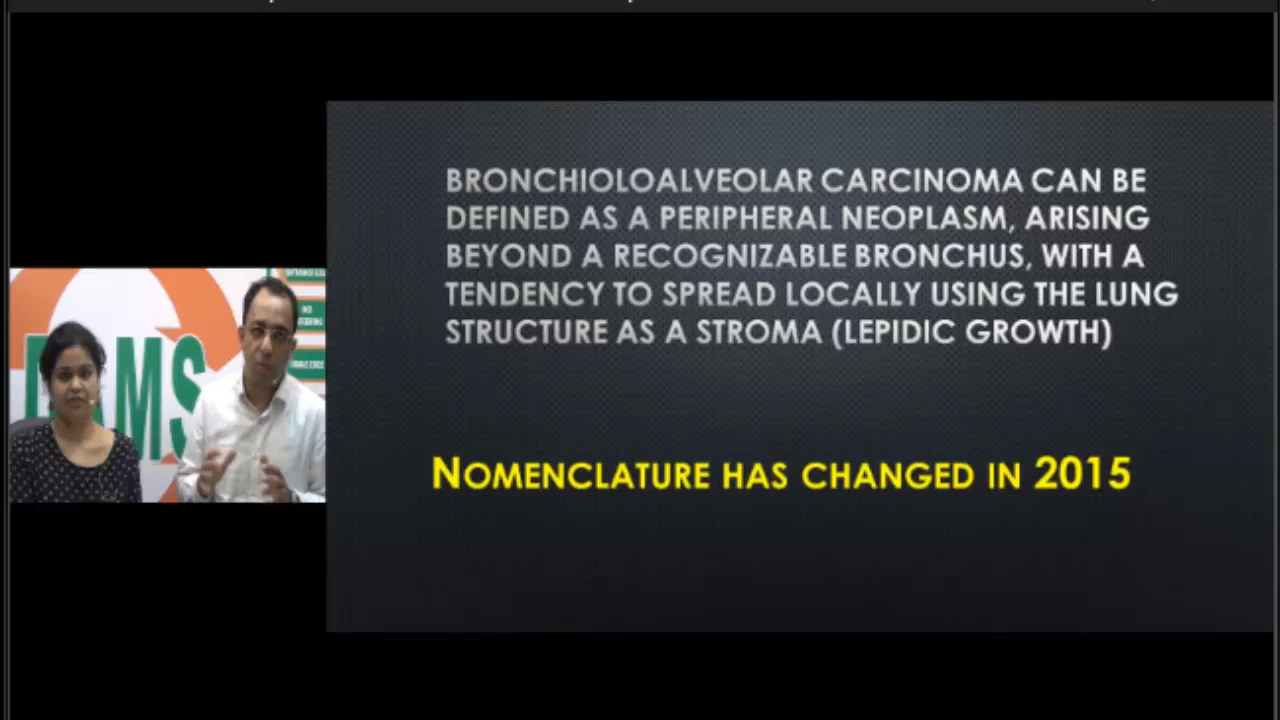 BRONCHIOLOALVEOLAR CARCINOMA CAN BE
DEFINED AS A PERIPHERAL NEOPLASM, ARISING
BEYOND A RECOGNIZABLE BRONCHUS, WITH A
TENDENCY TO SPREAD LOCALLY USING THE LUNG
STRUCTURE AS A STROMA (LEPIDIC GROWTH)
NOMENCLATURE HAS CHANGED IN 2015